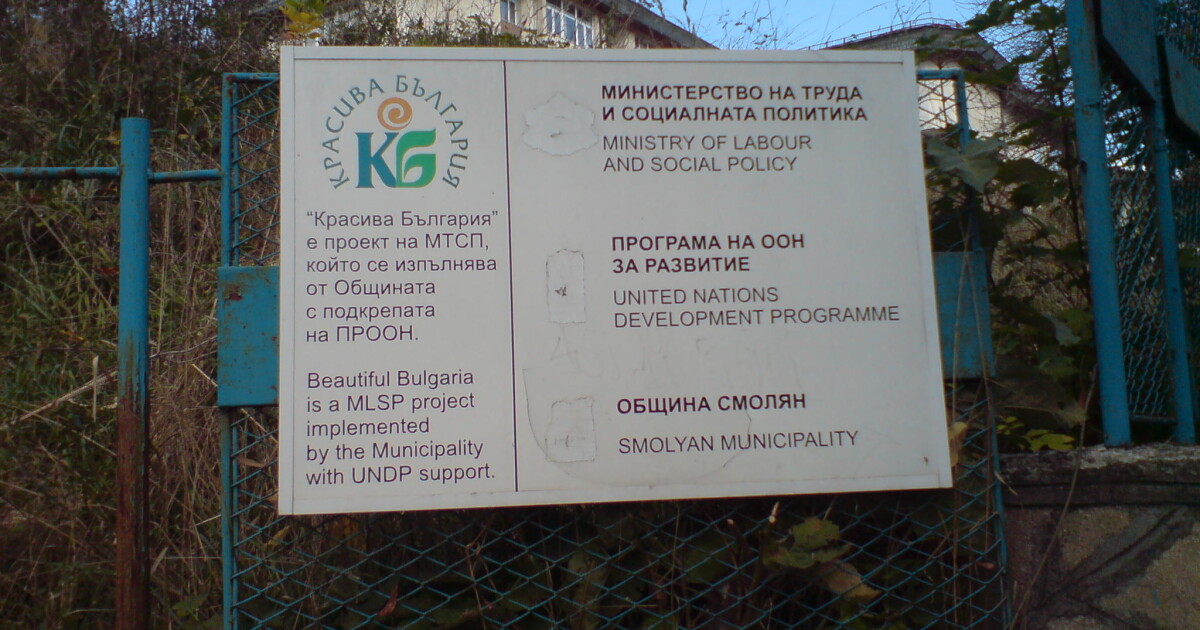 КРАСИВА БЪЛГАРИЯ
КБ
"Красива България"
е проект на МТСП,
който се изпълнява
от Общината
с подкрепата
на ПРООН.
Beautiful Bulgaria
is a MLSP project
implemented
by the Municipality
with UNDP support.
МИНИСТЕРСТВО НА ТРУДА
И СОЦИАЛНАТА ПОЛИТИКА
MINISTRY OF LABOUR
AND SOCIAL POLICY
ПРОГРАМА НА ООН
ЗА РАЗВИТИЕ
UNITED NATIONS
DEVELOPMENT PROGRAMME
ОБЩИНА СМОЛЯН
SMOLYAN MUNICIPALITY